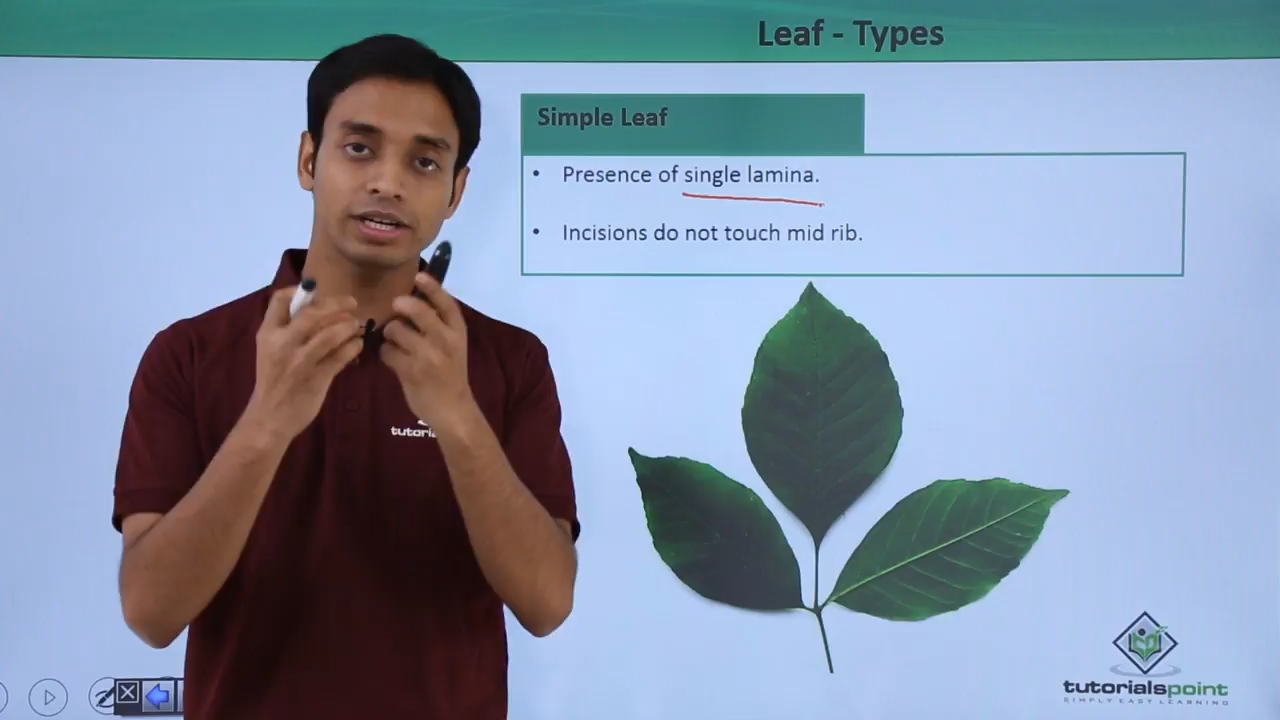 Leaf - Types
Simple Leaf
• Presence of single lamina.
• Incisions do not touch mid rib.
tutorialspoint
SIMPLY EASY LEARNING